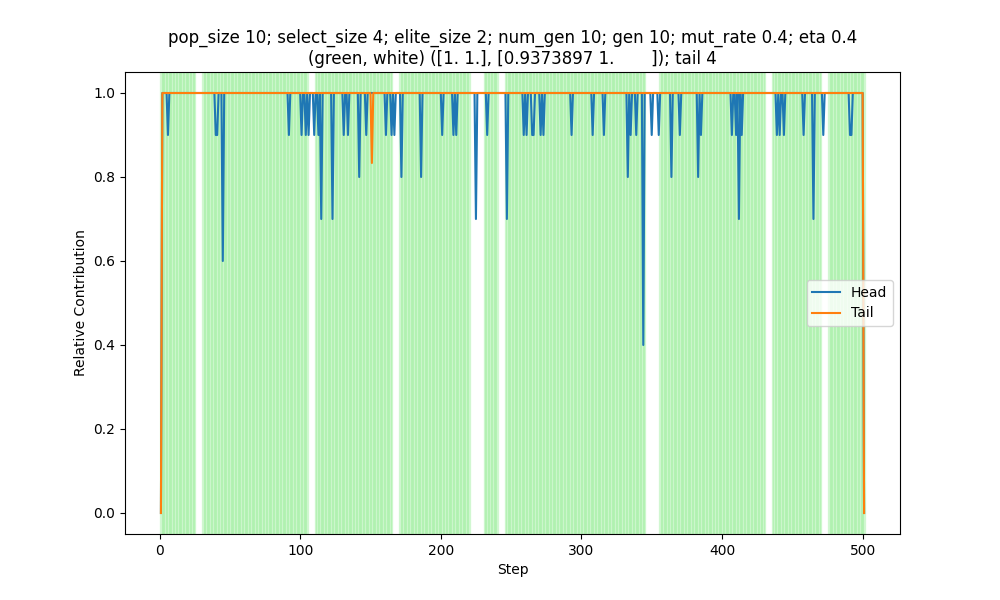 pop_size 10; select_size 4; elite_size 2; num_gen 10; gen 10; mut_rate 0.4; eta 0.4
(green, white) ([1. 1.], [0.9373897 1.        ]); tail 4
1.0
0.8
0.6
0.4
0.2
0.0
Relative Contribution
Head
Tail
0
100
200
300
400
500
Step